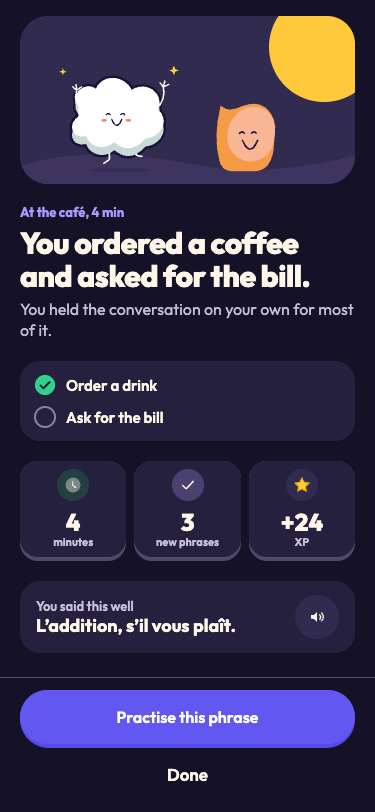 At the café, 4 min
You ordered a coffee
and asked for the bill.
You held the conversation on your own for most
of it.
Order a drink
Ask for the bill
4
minutes
3
new phrases
+24
XP
You said this well
L’addition, s’il vous plaît.
Practise this phrase
Done